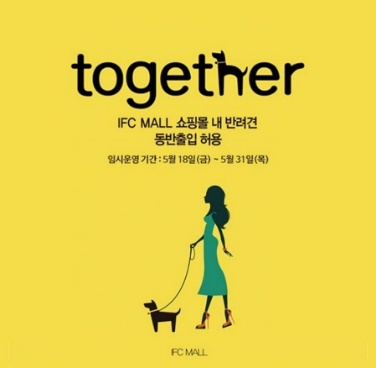 together
IFC MALL 쇼핑몰 내 반려견
동반출입 허용
임시운영 기간 : 5월 18일(금) ~ 5월 31일(목)
IFC MALL